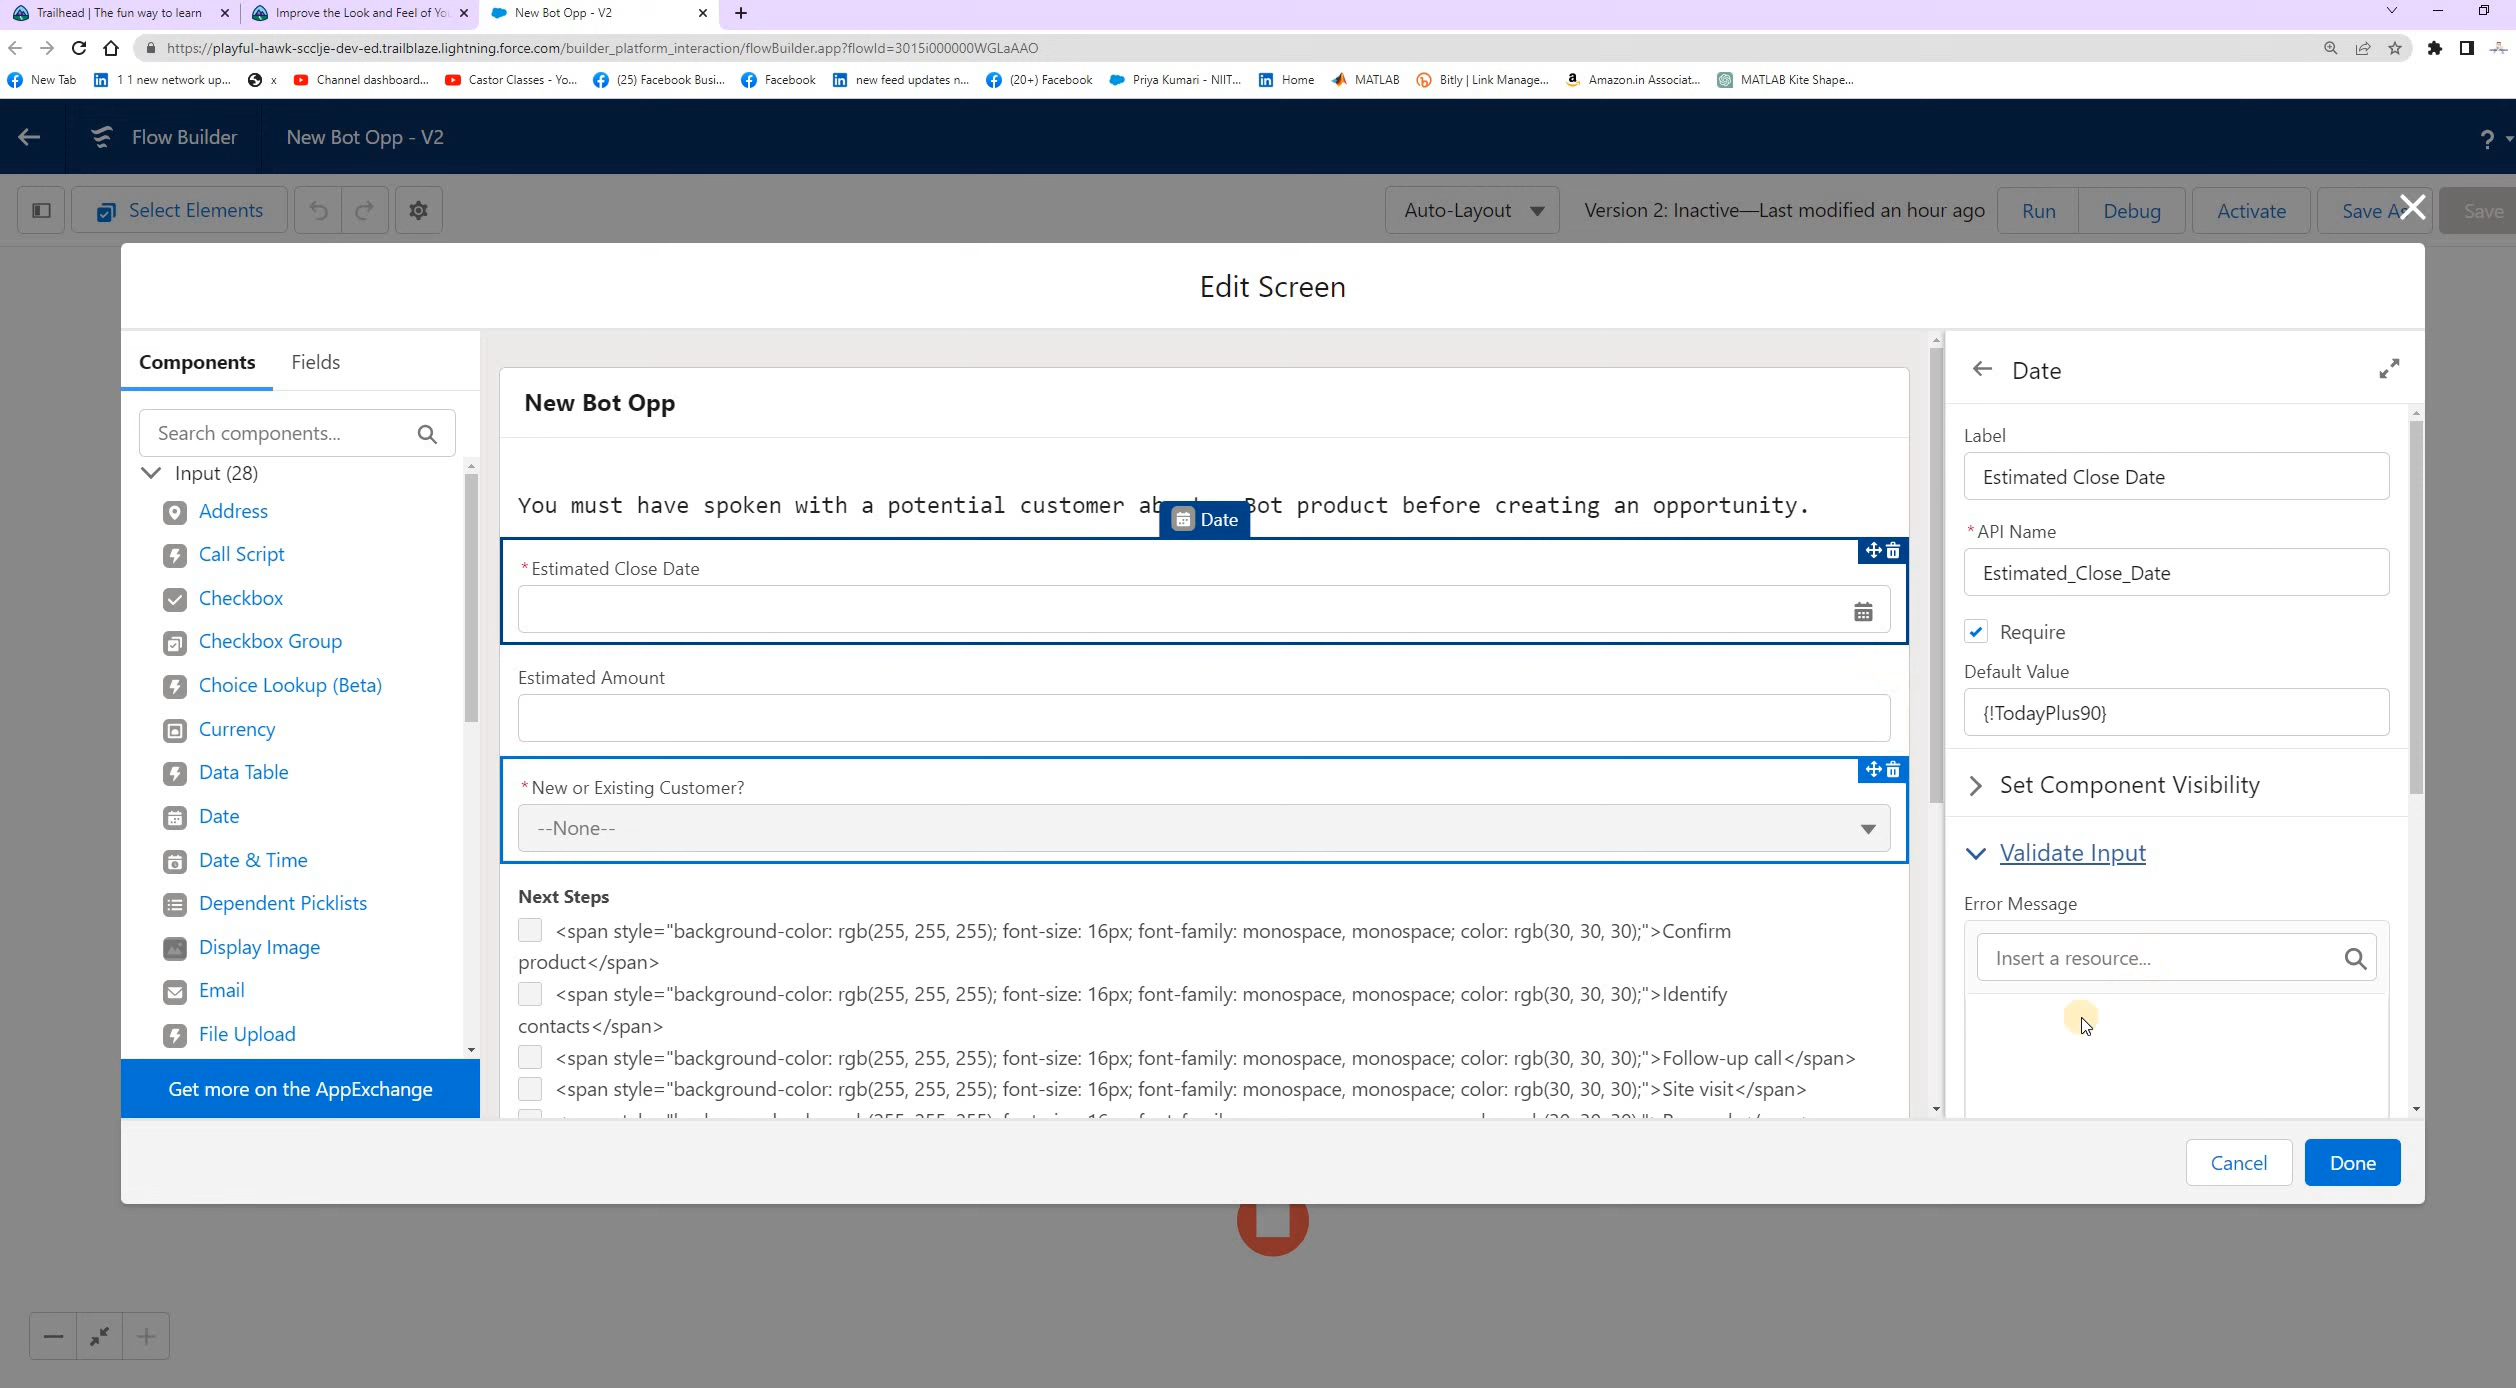 Trailhead | The fun way to learn
Improve the Look and Feel of Yo
New Bot Opp - V2
https://playful-hawk-scclje-dev-ed.trailblaze.lightning.force.com/builder_platform_interaction/flowBuilder.app?flowId=3015i000000WGLaAAO
New Tab
1 1 new network up...
x
Channel dashboard...
Castor Classes - Yo...
(25) Facebook Busi...
Facebook
new feed updates n...
(20+) Facebook
Priya Kumari - NIIT...
Home
MATLAB
Bitly | Link Manage...
Amazon.in Associat...
MATLAB Kite Shape...
Flow Builder
New Bot Opp - V2
?
Select Elements
Auto-Layout
Version 2: Inactive—Last modified an hour ago
Run
Debug
Activate
Save As
Save
Edit Screen
Components
Fields
Search components...
Input (28)
Address
Call Script
Checkbox
Checkbox Group
Choice Lookup (Beta)
Currency
Data Table
Date
Date & Time
Dependent Picklists
Display Image
Email
File Upload
Get more on the AppExchange
New Bot Opp
You must have spoken with a potential customer Bot product before creating an opportunity.
Date
* Estimated Close Date
Estimated Amount
* New or Existing Customer?
--None--
Next Steps
<span style="background-color: rgb(255, 255, 255); font-size: 16px; font-family: monospace, monospace; color: rgb(30, 30, 30);">Confirm
product</span>
<span style="background-color: rgb(255, 255, 255); font-size: 16px; font-family: monospace, monospace; color: rgb(30, 30, 30);">Identify
contacts</span>
<span style="background-color: rgb(255, 255, 255); font-size: 16px; font-family: monospace, monospace; color: rgb(30, 30, 30);">Follow-up call</span>
<span style="background-color: rgb(255, 255, 255); font-size: 16px; font-family: monospace, monospace; color: rgb(30, 30, 30);">Site visit</span>
Date
Label
Estimated Close Date
* API Name
Estimated_Close_Date
Require
Default Value
{!TodayPlus90}
Set Component Visibility
Validate Input
Error Message
Insert a resource...
Cancel
Done